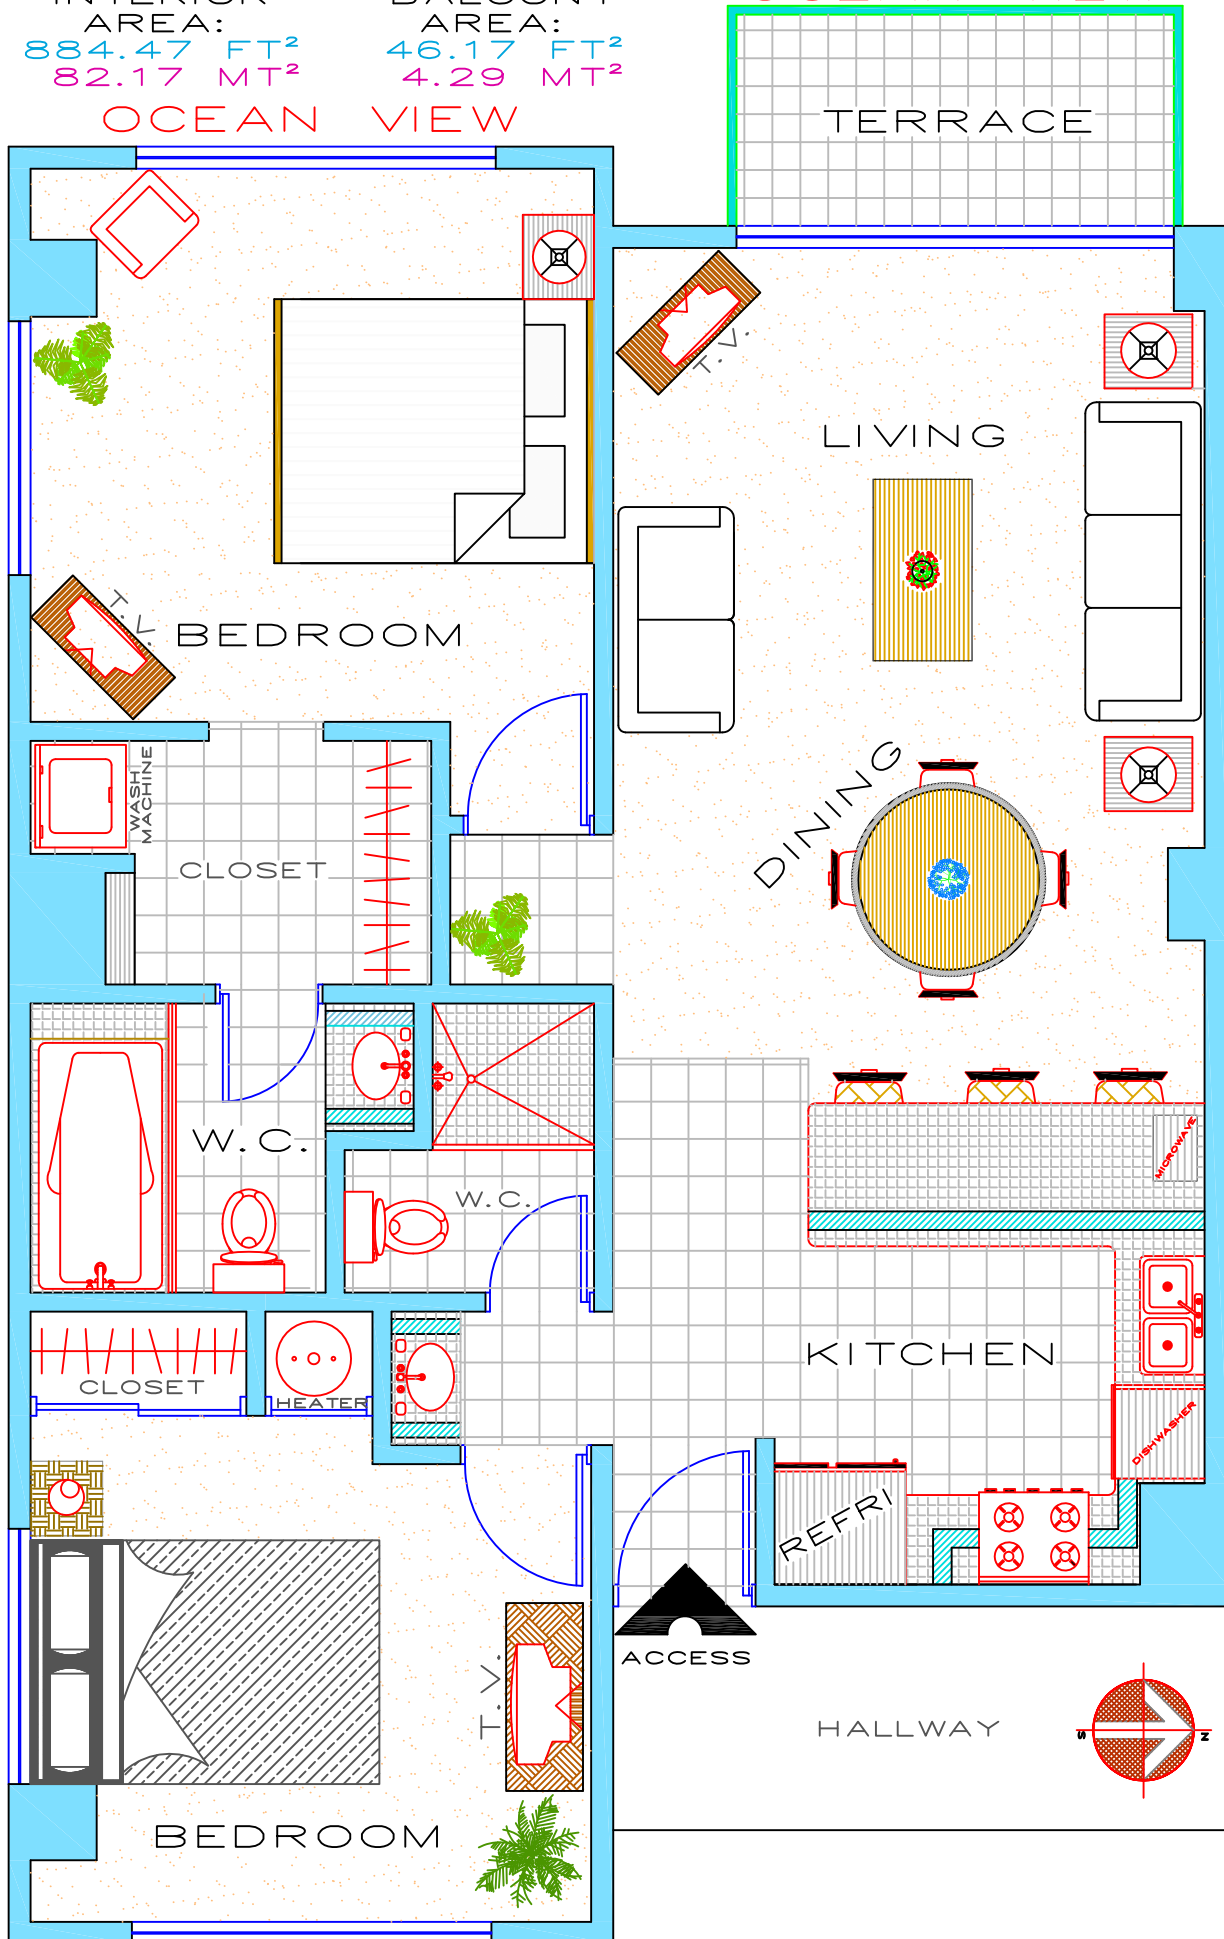 AREA:
884.47 FT²
82.17 MT²
AREA:
46.17 FT²
4.29 MT²
OCEAN VIEW
TERRACE
T.V.
LIVING
T.V.
BEDROOM
WASH
MACHINE
CLOSET
DINING
W.C.
W.C.
MICROWAVE
KITCHEN
CLOSET
HEATER
DISHWASHER
REFRI
ACCESS
T.V.
HALLWAY
S
N
BEDROOM